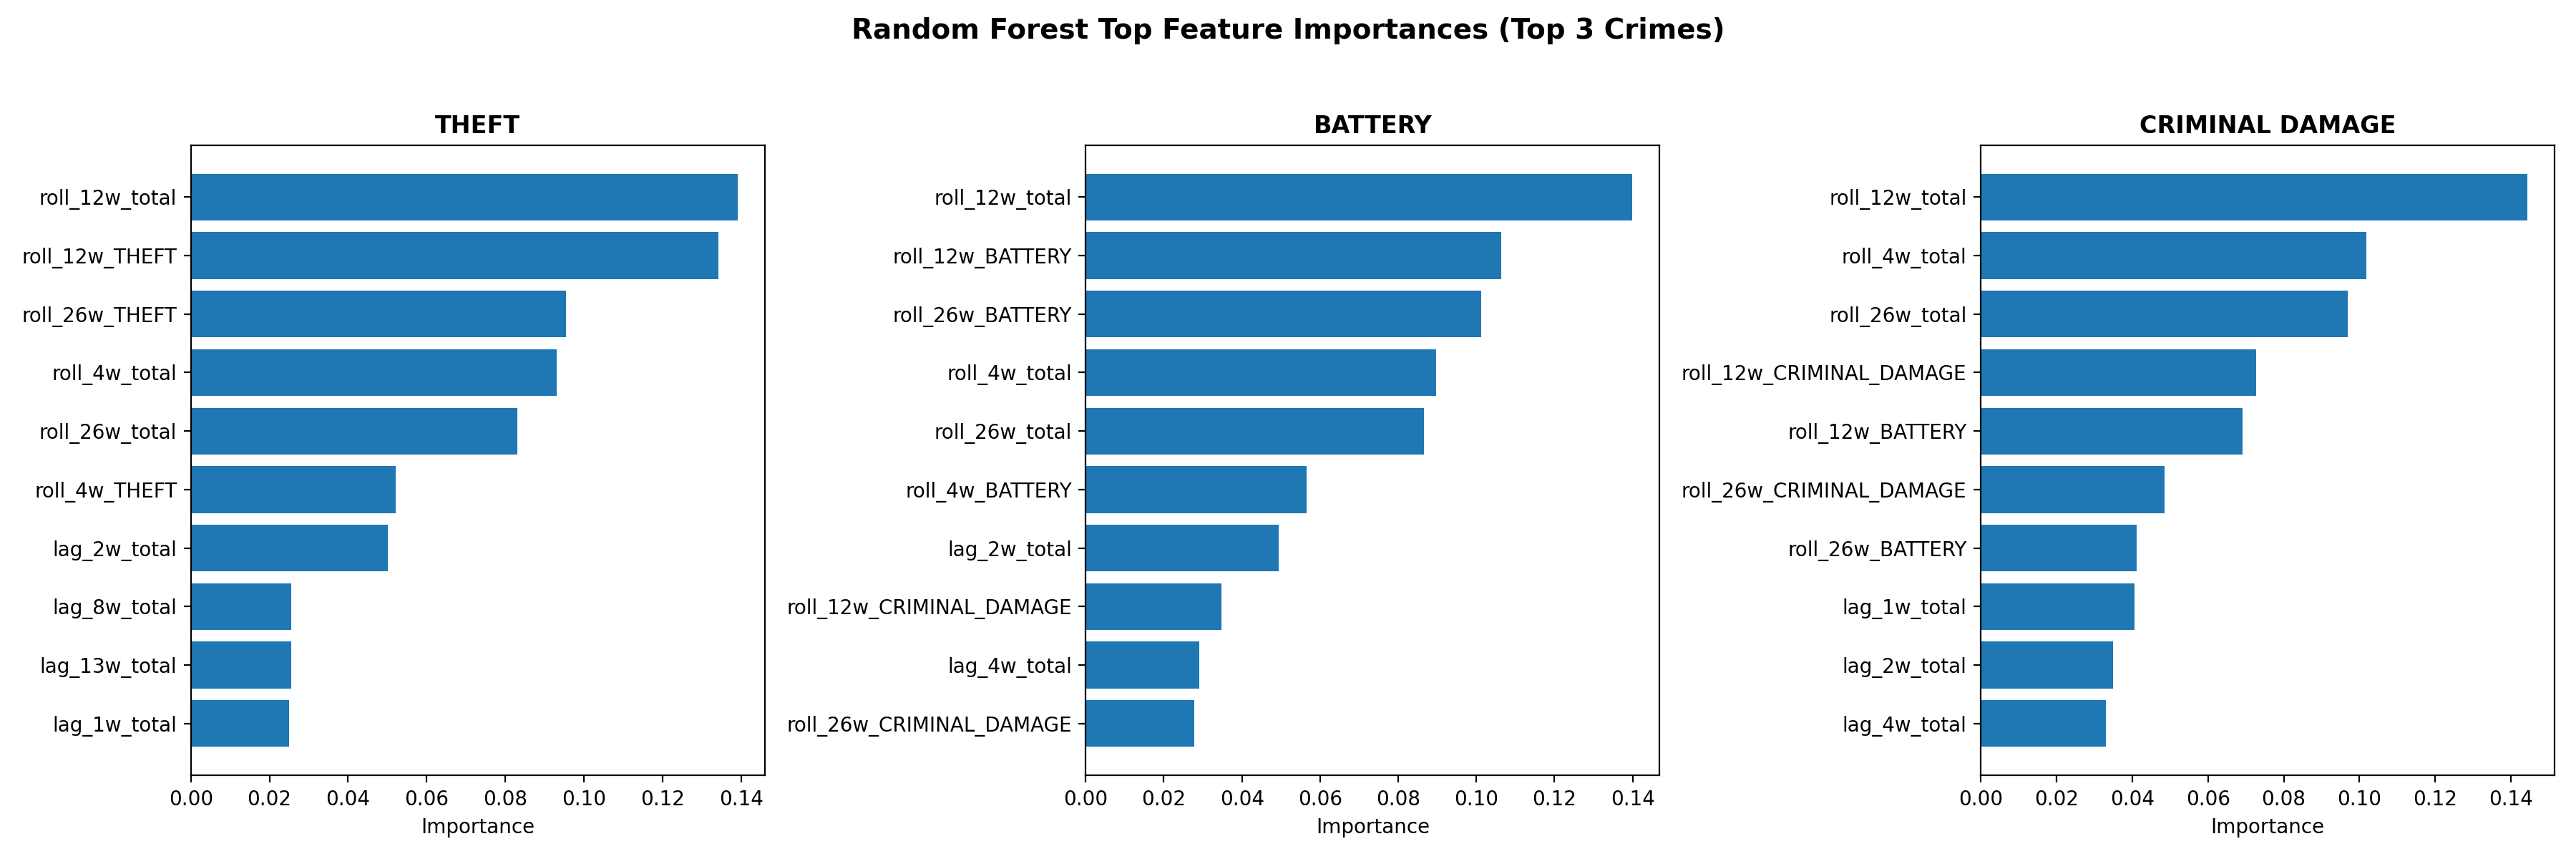 Random Forest Top Feature Importances (Top 3 Crimes)
THEFT
roll_12w_total
roll_12w_THEFT
roll_26w_THEFT
roll_4w_total
roll_26w_total
roll_4w_THEFT
lag_2w_total
lag_8w_total
lag_13w_total
lag_1w_total
0.00 0.02 0.04 0.06 0.08 0.10 0.12 0.14
Importance
BATTERY
roll_12w_total
roll_12w_BATTERY
roll_26w_BATTERY
roll_4w_total
roll_26w_total
roll_4w_BATTERY
lag_2w_total
roll_12w_CRIMINAL_DAMAGE
lag_4w_total
roll_26w_CRIMINAL_DAMAGE
0.00 0.02 0.04 0.06 0.08 0.10 0.12 0.14
Importance
CRIMINAL DAMAGE
roll_12w_total
roll_4w_total
roll_26w_total
roll_12w_CRIMINAL_DAMAGE
roll_12w_BATTERY
roll_26w_CRIMINAL_DAMAGE
roll_26w_BATTERY
lag_1w_total
lag_2w_total
lag_4w_total
0.00 0.02 0.04 0.06 0.08 0.10 0.12 0.14
Importance